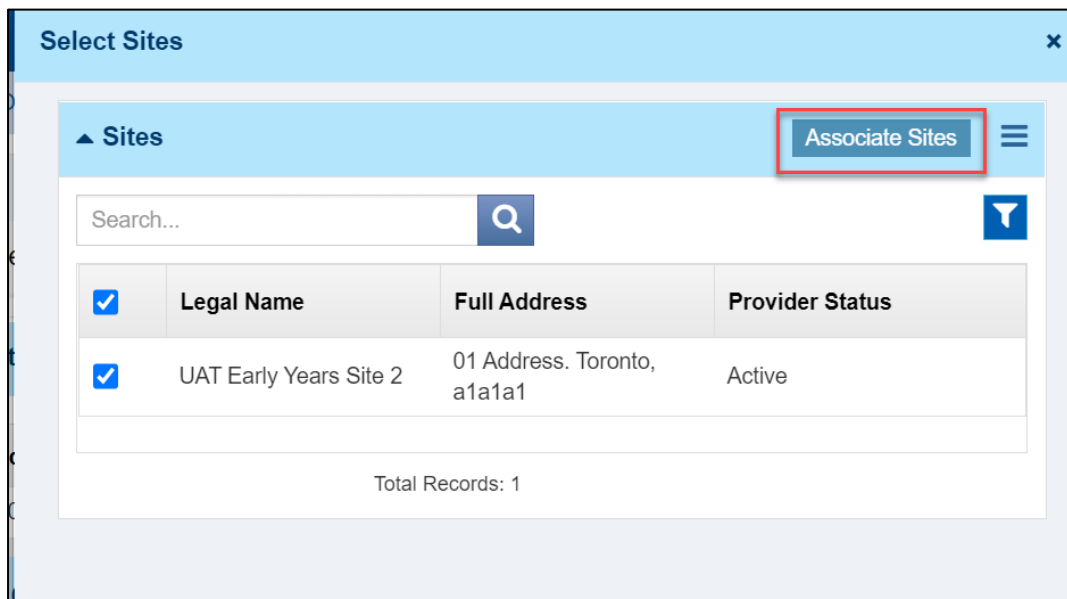 Select Sites
Sites
Associate Sites
Search...
Legal Name
Full Address
Provider Status
UAT Early Years Site 2
01 Address. Toronto,
a1a1a1
Active
Total Records: 1